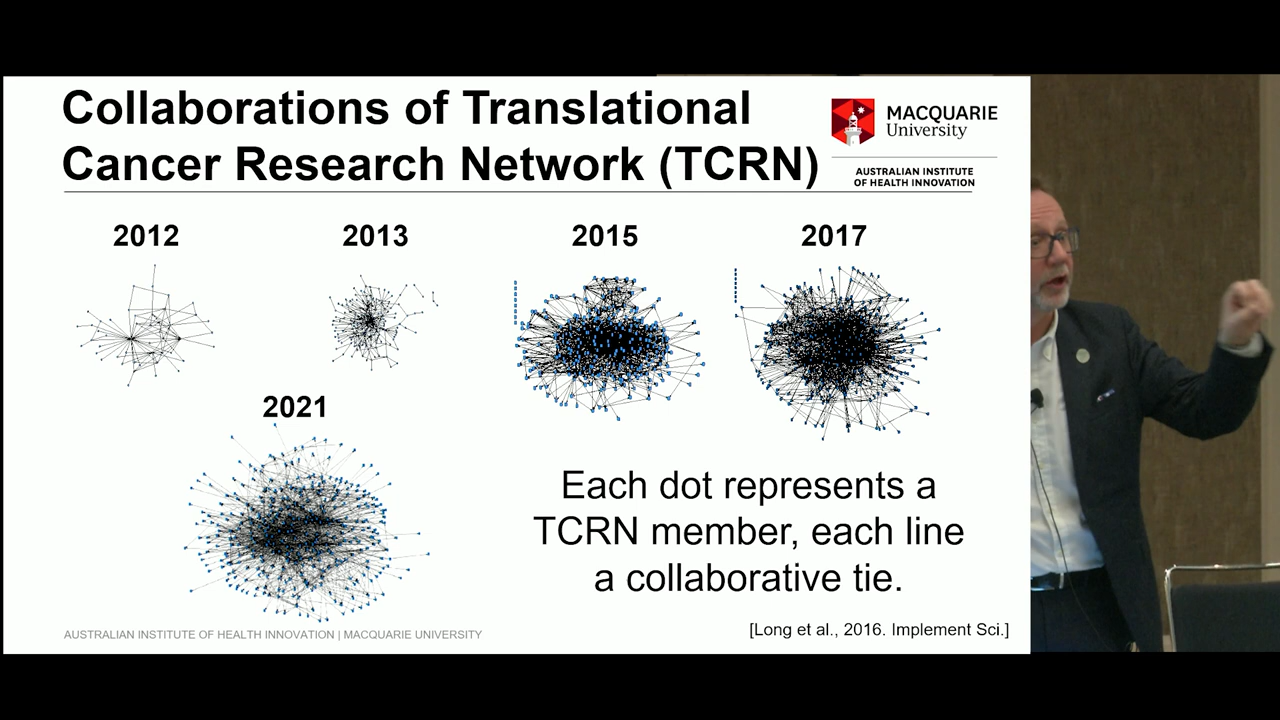 Collaborations of Translational
Cancer Research Network (TCRN)
MACQUARIE
University
AUSTRALIAN INSTITUTE
OF HEALTH INNOVATION
2012
2013
2015
2017
2021
Each dot represents a
TCRN member, each line
a collaborative tie.
AUSTRALIAN INSTITUTE OF HEALTH INNOVATION | MACQUARIE UNIVERSITY
[Long et al., 2016. Implement Sci.]